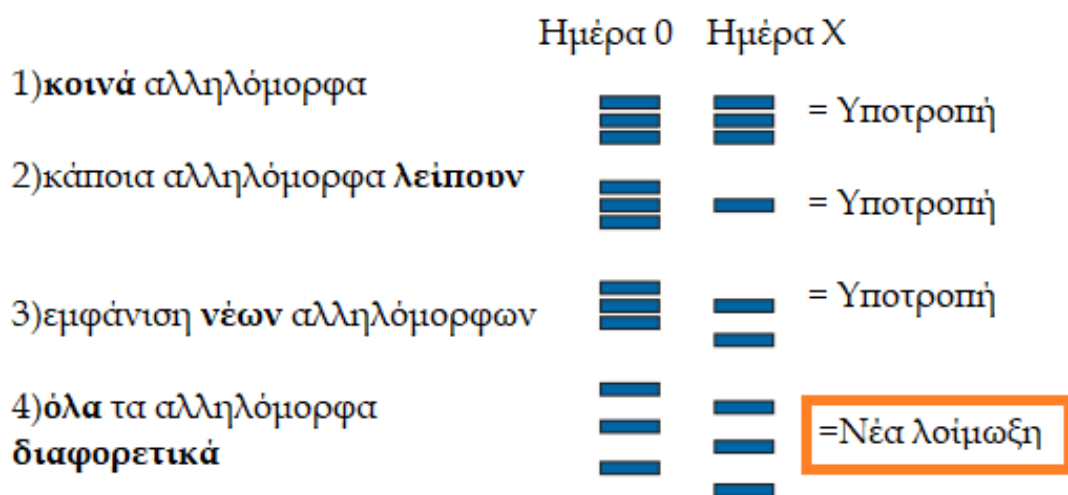 Ημέρα 0 Ημέρα Χ
1)κοινά αλληλόμορφα
= Υποτροπή
2)κάποια αλληλόμορφα λείπουν
= Υποτροπή
3)εμφάνιση νέων αλληλόμορφων
= Υποτροπή
4)όλα τα αλληλόμορφα
διαφορετικά
=Νέα λοίμωξη